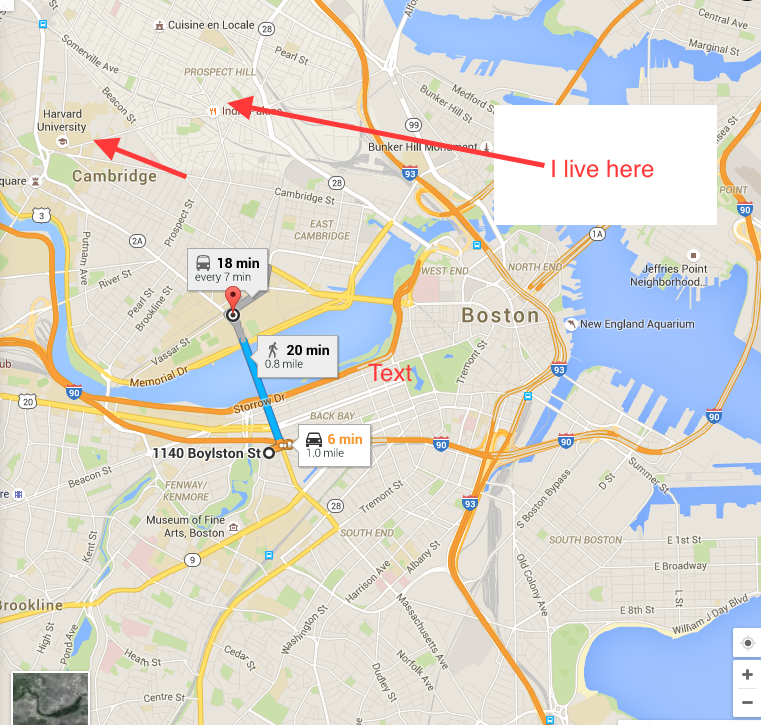 Cuisine en Locale
28
Central Ave
Marginal St
Somerville Ave
Pearl St
PROSPECT HILL
Beacon St
Medford St
Bunker Hill St
Harvard
University
99
Bunker Hill Monument
I live here
93
Cambridge
28
POINT
Cambridge St
3
Prospect St
90
EAST
CAMBRIDGE
1A
2A
Putnam Ave
18 min
every 7 min
WEST END
NORTH END
Jeffries Point
Neighborhood...
River St
Pearl St
Brookline St
Boston
New England Aquarium
Vassar St
20 min
0.8 mile
Tremont St
Text
Memorial Dr
93
90
20
Storrow Dr
BACK BAY
90
6 min
1.0 mile
90
90
1140 Boylston St
Beacon St
Summer St
FENWAY/
KENMORE
Tremont St
D St
S Boston Bypass
28
93
Museum of Fine
Arts, Boston
SOUTH END
SOUTH BOSTON
E 1st St
Kent St
Albany St
9
E Broadway
Old Colony Ave
Harrison Ave
Brookline
L St
E 8th St
William J Day Blvd
Massachusetts Ave
Washington St
High St
Pond Ave
Heath St
Norfolk Ave
Dudley St
Centre St